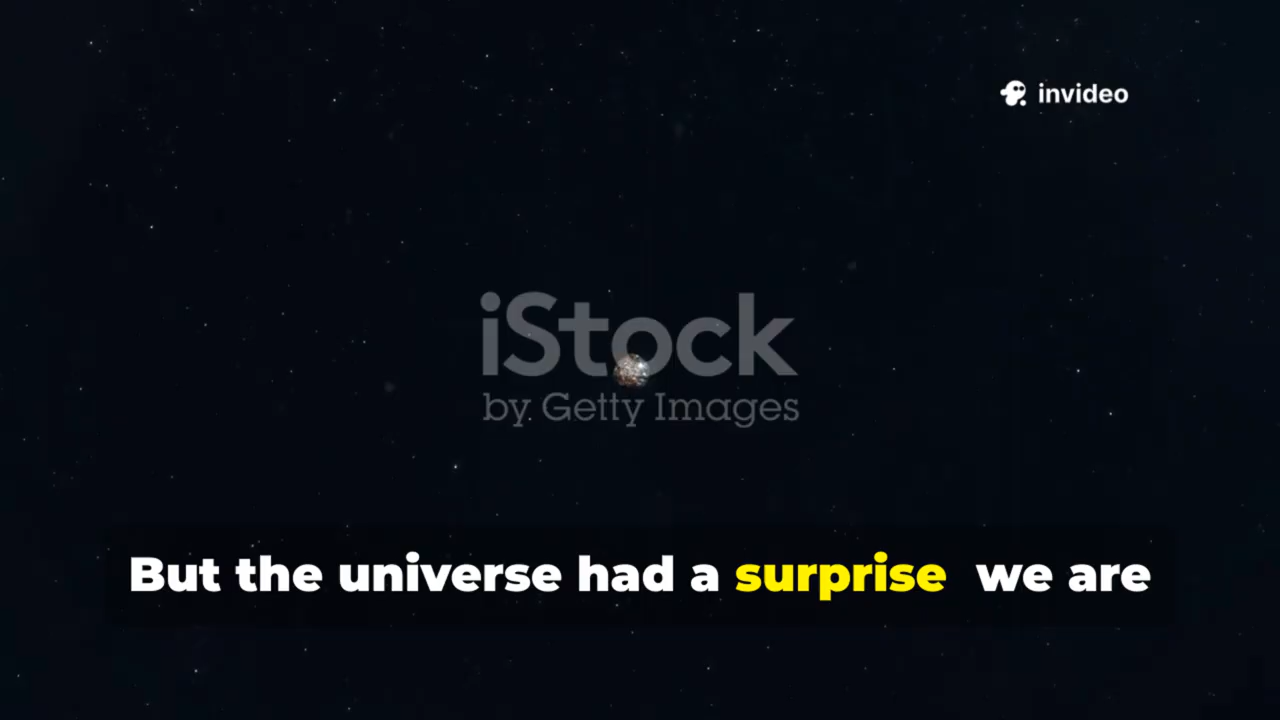 invideo
iStock
by Getty Images
But the universe had a surprise we are